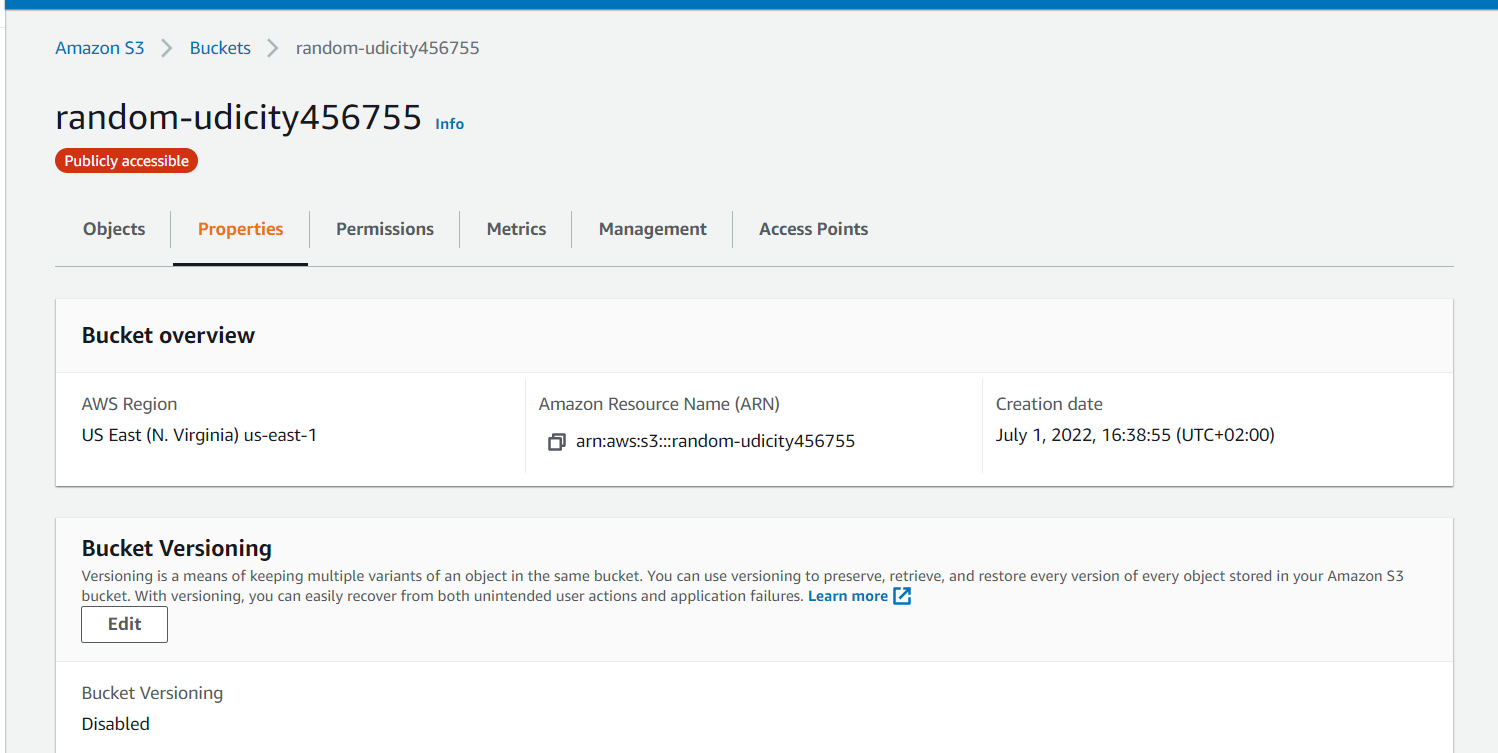 Amazon S3 > Buckets > random-udicity456755
random-udicity456755 Info
Publicly accessible
Objects Properties Permissions Metrics Management Access Points
Bucket overview
AWS Region Amazon Resource Name (ARN) Creation date
US East (N. Virginia) us-east-1 arn:aws:s3:::random-udicity456755 July 1, 2022, 16:38:55 (UTC+02:00)
Bucket Versioning
Versioning is a means of keeping multiple variants of an object in the same bucket. You can use versioning to preserve, retrieve, and restore every version of every object stored in your Amazon S3
bucket. With versioning, you can easily recover from both unintended user actions and application failures. Learn more
Edit
Bucket Versioning
Disabled